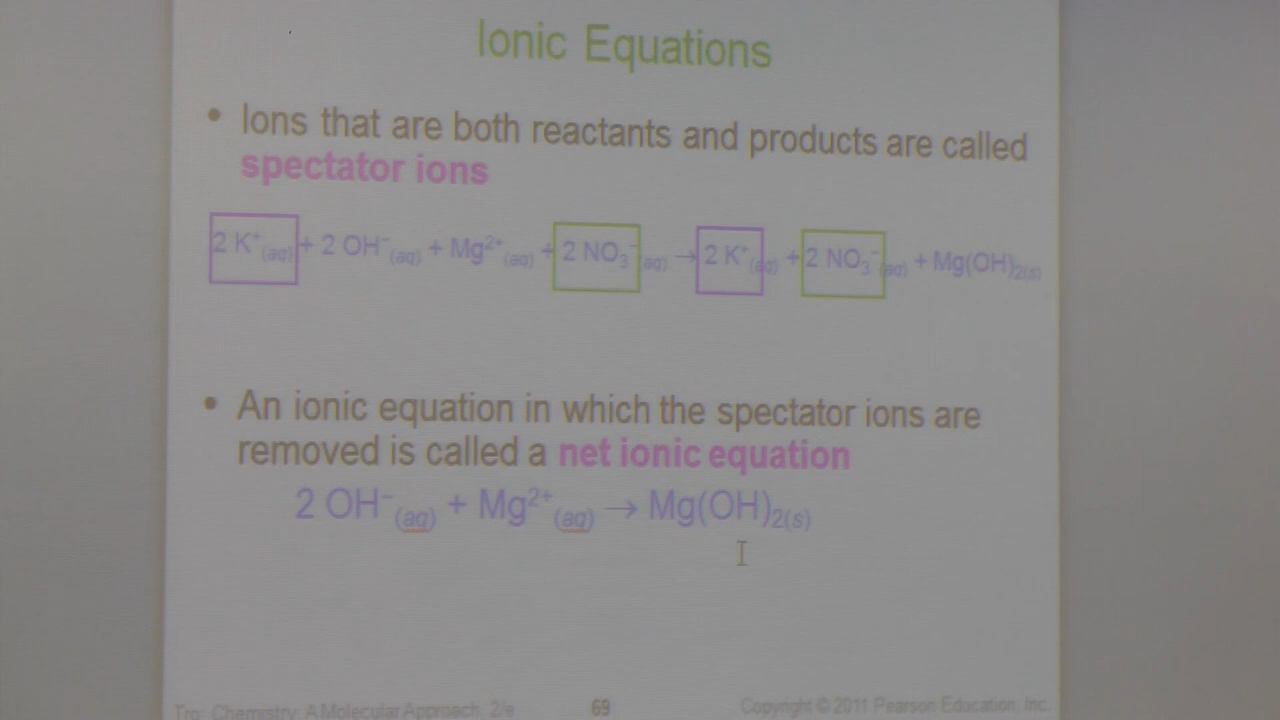 Ionic Equations
• Ions that are both reactants and products are called
spectator ions
2 K⁺(aq) + 2 OH⁻(aq) + Mg²⁺(aq) + 2 NO₃⁻(aq) → 2 K⁺(aq) + 2 NO₃⁻(aq) + Mg(OH)₂(s)
• An ionic equation in which the spectator ions are
removed is called a net ionic equation
2 OH⁻(aq) + Mg²⁺(aq) → Mg(OH)₂(s)
Tro: Chemistry: A Molecular Approach, 2/e 69 Copyright © 2011 Pearson Education, Inc.